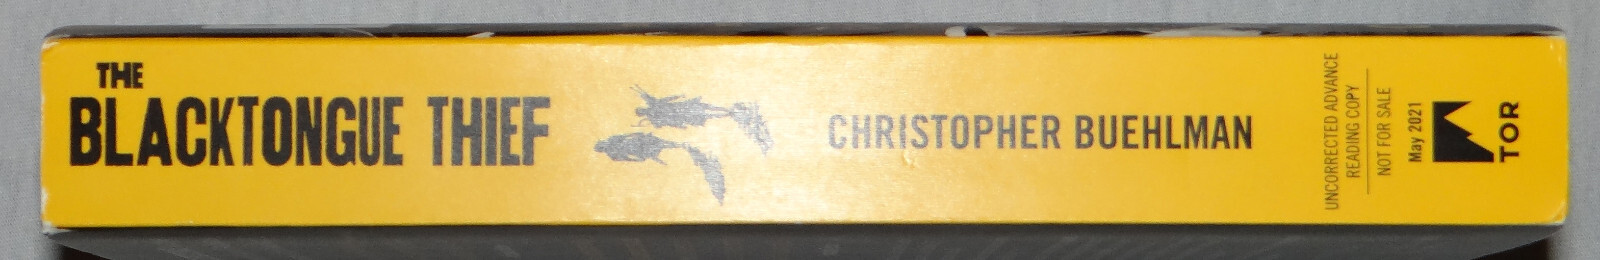 THE
BLACKTONGUE THIEF
CHRISTOPHER BUEHLMAN
UNCORRECTED ADVANCE
READING COPY
NOT FOR SALE
May 2021
TOR